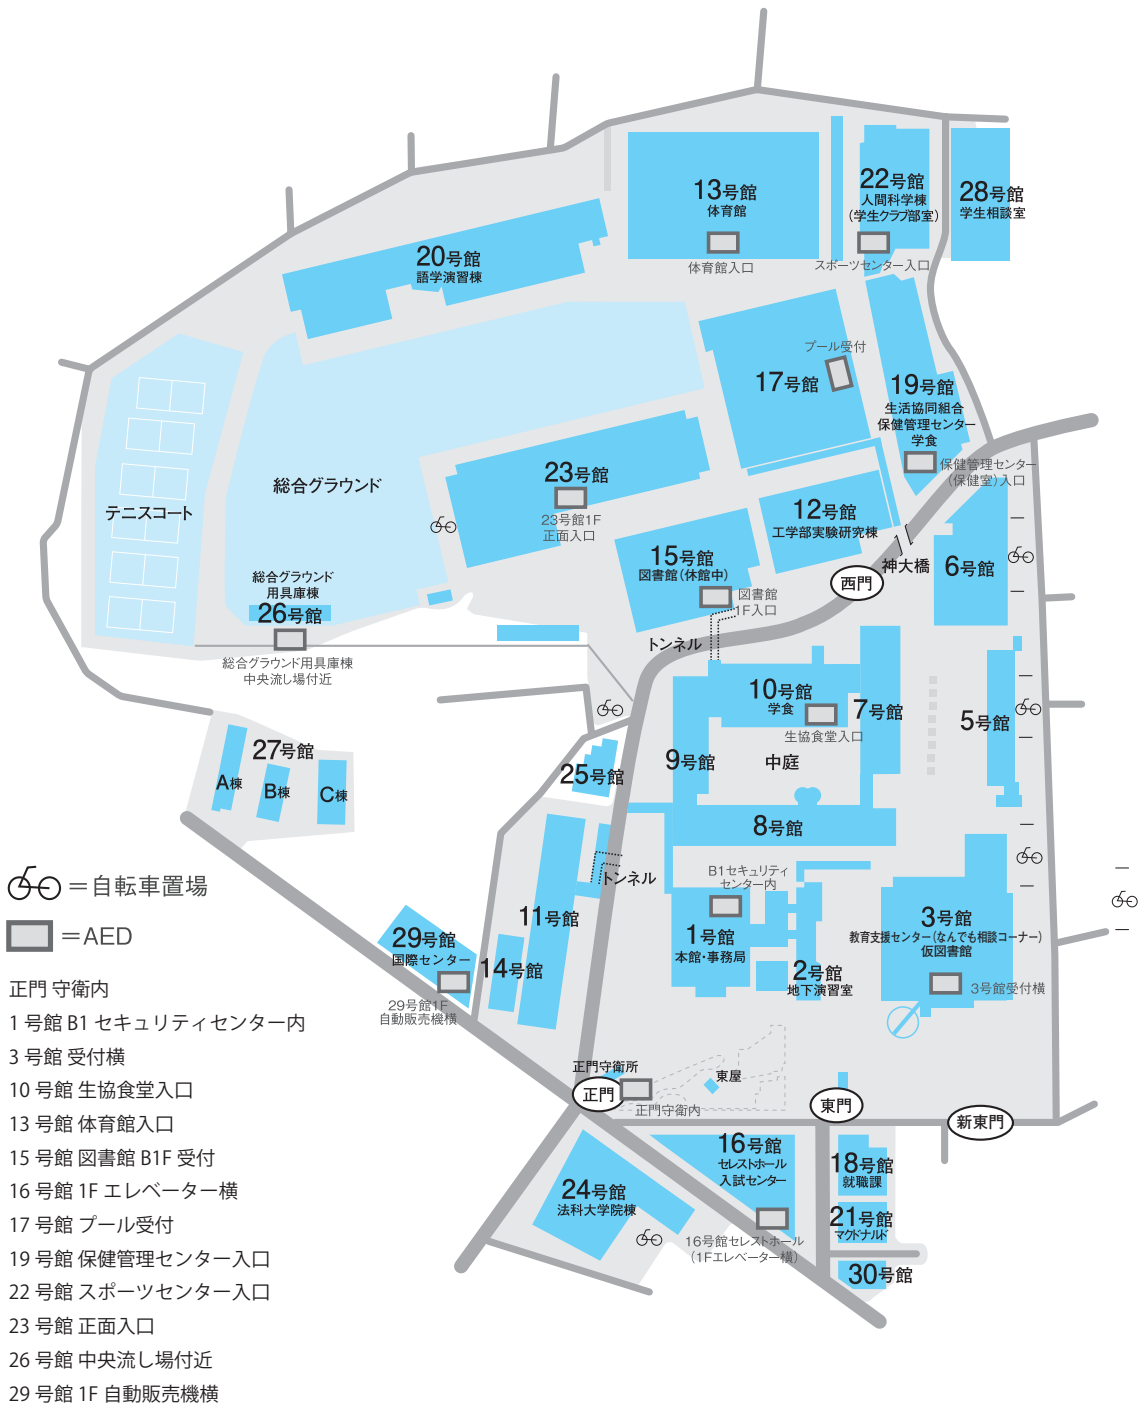 13号館
体育館
体育館入口
22号館
人間科学棟
(学生クラブ部室)
スポーツセンター入口
28号館
学生相談室
20号館
語学演習棟
プール受付
17号館
19号館
生活協同組合
保健管理センター
学食
保健管理センター
(保健室)入口
テニスコート
総合グラウンド
23号館
23号館1F
正面入口
12号館
工学部実験研究棟
15号館
図書館(休館中)
図書館
1F入口
西門
神大橋
6号館
総合グラウンド
用具庫棟
26号館
総合グラウンド用具庫棟
中央流し場付近
トンネル
10号館
学食
生協食堂入口
7号館
5号館
9号館
中庭
8号館
27号館
A棟
B棟
C棟
25号館
トンネル
B1セキュリティ
センター内
11号館
14号館
29号館
国際センター
29号館1F
自動販売機横
1号館
本館・事務局
2号館
地下演習室
3号館
教育支援センター(なんでも相談コーナー)
仮図書館
3号館受付横
正門守衛所
正門
正門守衛内
東屋
東門
新東門
16号館
セレストホール
入試センター
16号館セレストホール
(1Fエレベーター横)
24号館
法科大学院棟
18号館
就職課
21号館
マクドナルド
30号館
=自転車置場
=AED
正門 守衛内
1 号館 B1 セキュリティセンター内
3 号館 受付横
10 号館 生協食堂入口
13 号館 体育館入口
15 号館 図書館 B1F 受付
16 号館 1F エレベーター横
17 号館 プール受付
19 号館 保健管理センター入口
22 号館 スポーツセンター入口
23 号館 正面入口
26 号館 中央流し場付近
29 号館 1F 自動販売機横